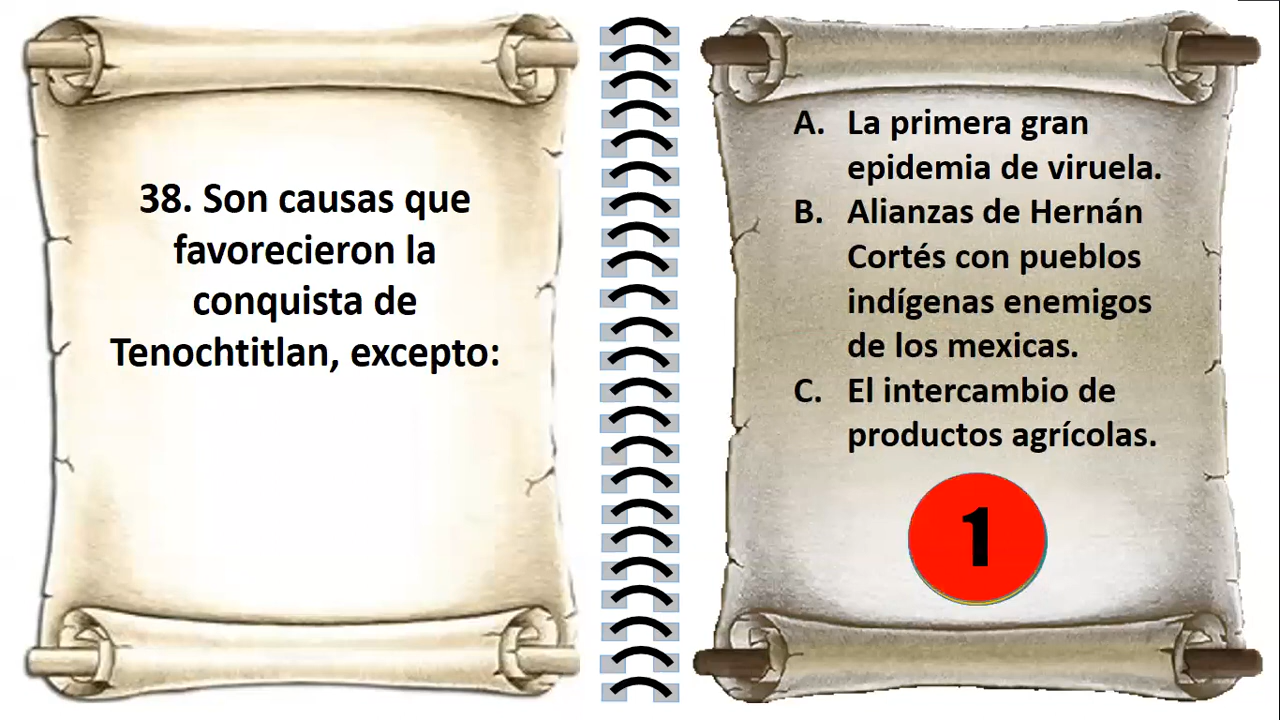 38. Son causas que
favorecieron la
conquista de
Tenochtitlan, excepto:
A. La primera gran
epidemia de viruela.
B. Alianzas de Hernán
Cortés con pueblos
indígenas enemigos
de los mexicas.
C. El intercambio de
productos agrícolas.
1